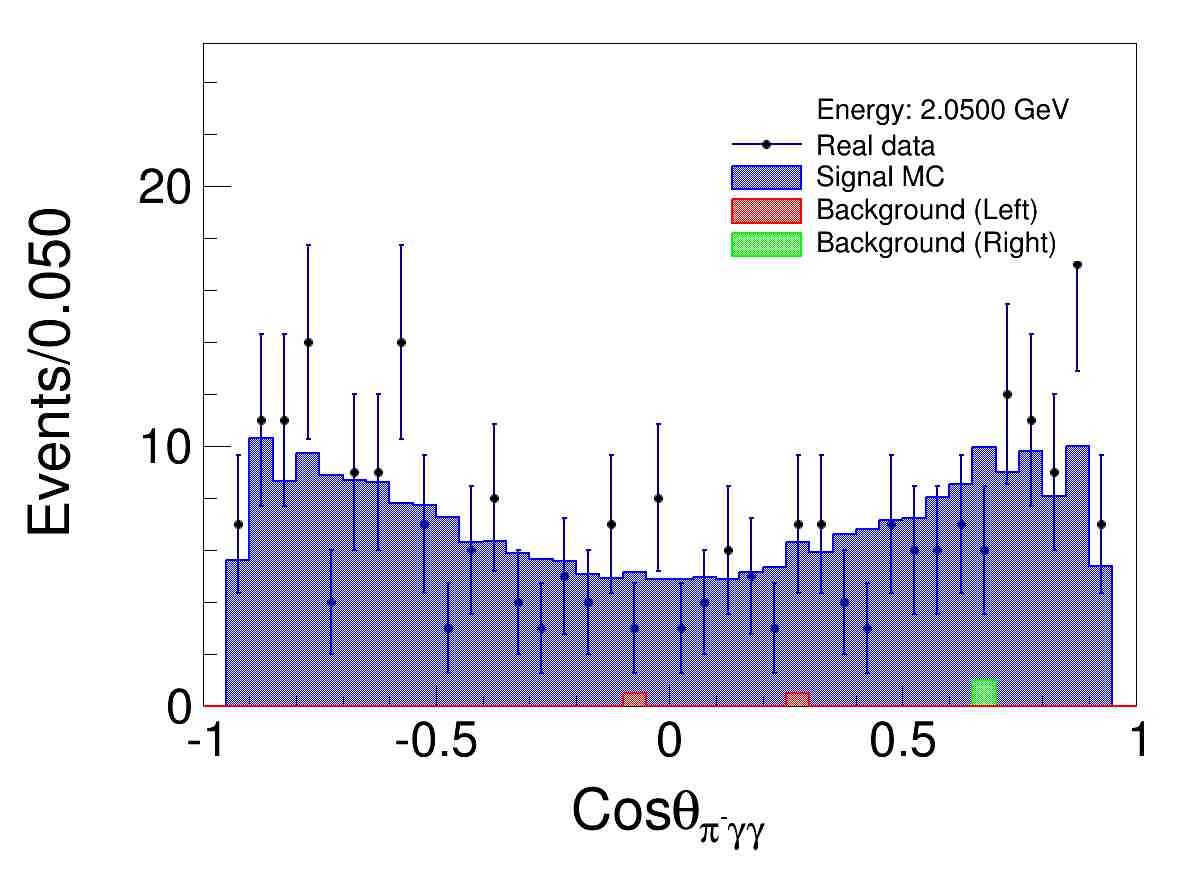 Energy: 2.0500 GeV
Real data
Signal MC
Background (Left)
Background (Right)
Events/0.050
20
10
0
-1
-0.5
0
0.5
1
Cosθπ⁻γγ